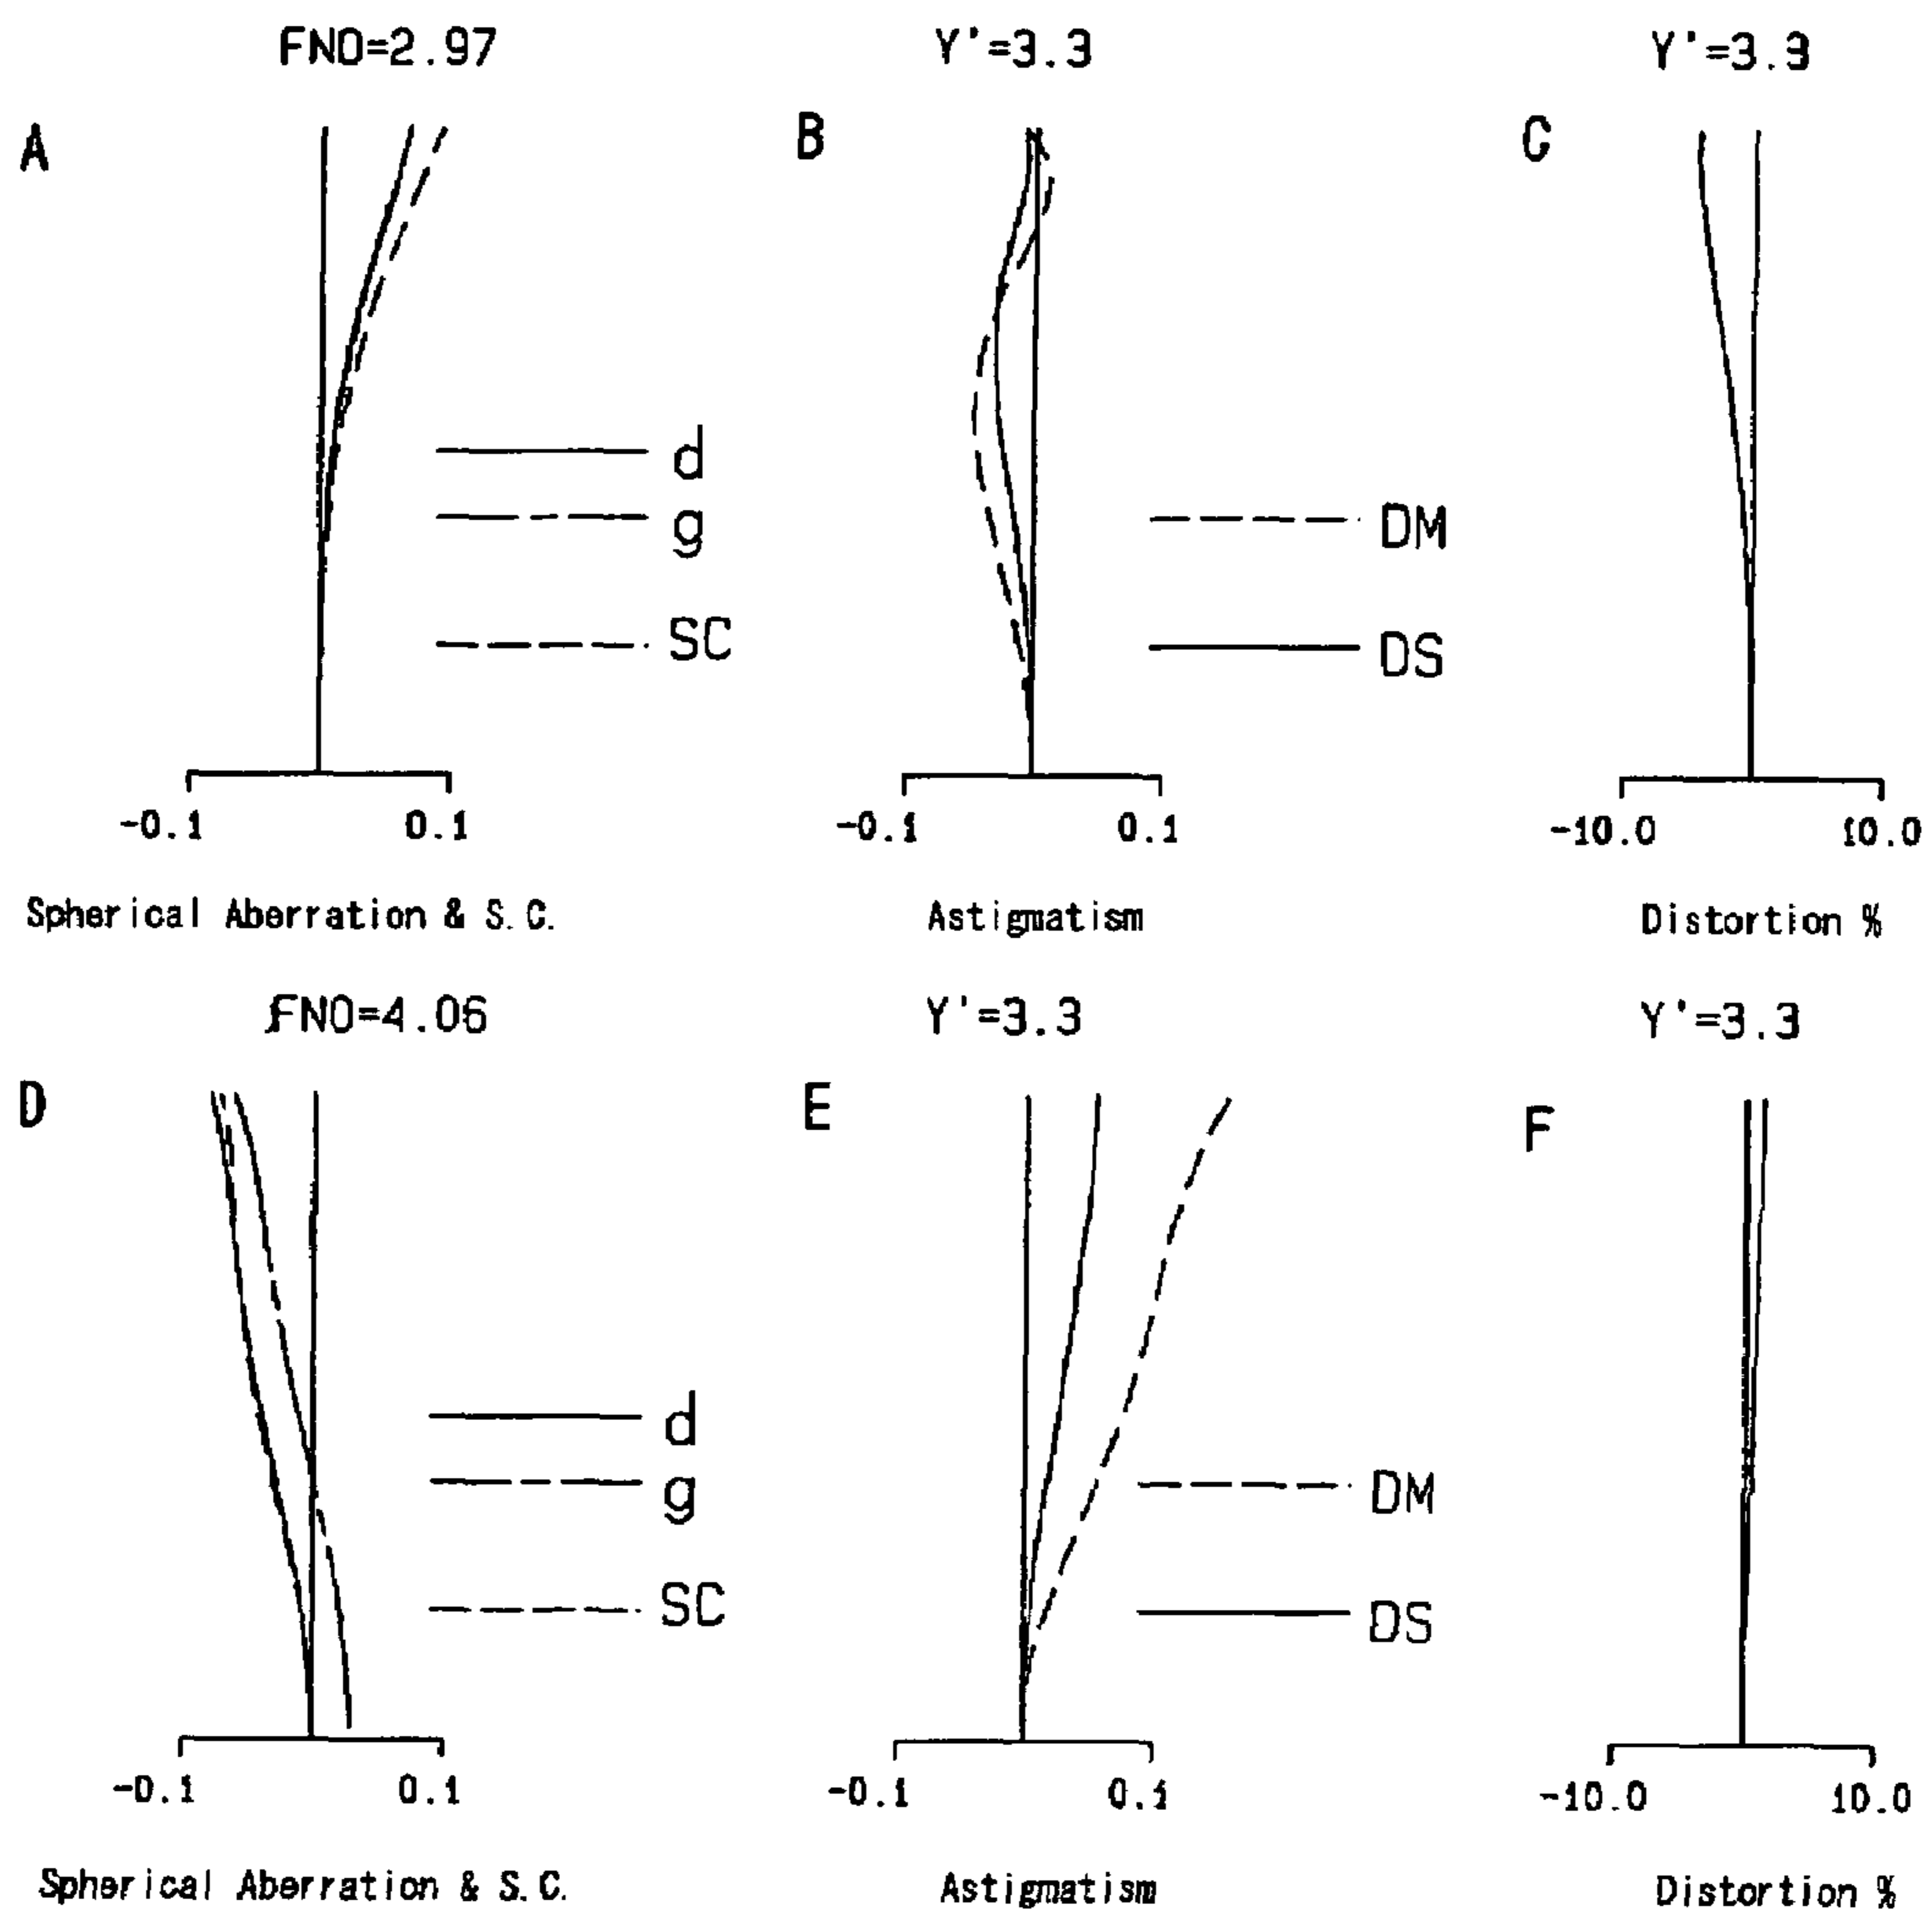 FNO=2.97 Y'=3.3 Y'=3.3
A B C
d
g
SC
DM
DS
-0.1 0.1 -0.1 0.1 -10.0 10.0
Spherical Aberration & S.C. Astigmatism Distortion %
FNO=4.06 Y'=3.3 Y'=3.3
D E F
d
g
SC
DM
DS
-0.1 0.1 -0.1 0.1 -10.0 10.0
Spherical Aberration & S.C. Astigmatism Distortion %